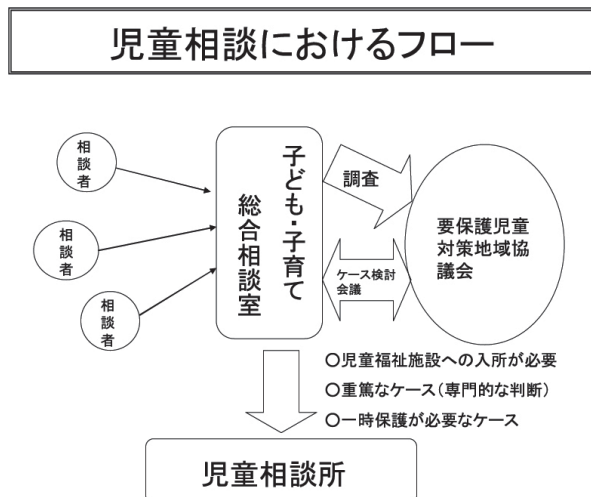 児童相談におけるフロー
相談者
相談者
相談者
子ども・子育て
総合相談室
調査
ケース検討
会議
要保護児童
対策地域協
議会
○児童福祉施設への入所が必要
○重篤なケース(専門的な判断)
○一時保護が必要なケース
児童相談所